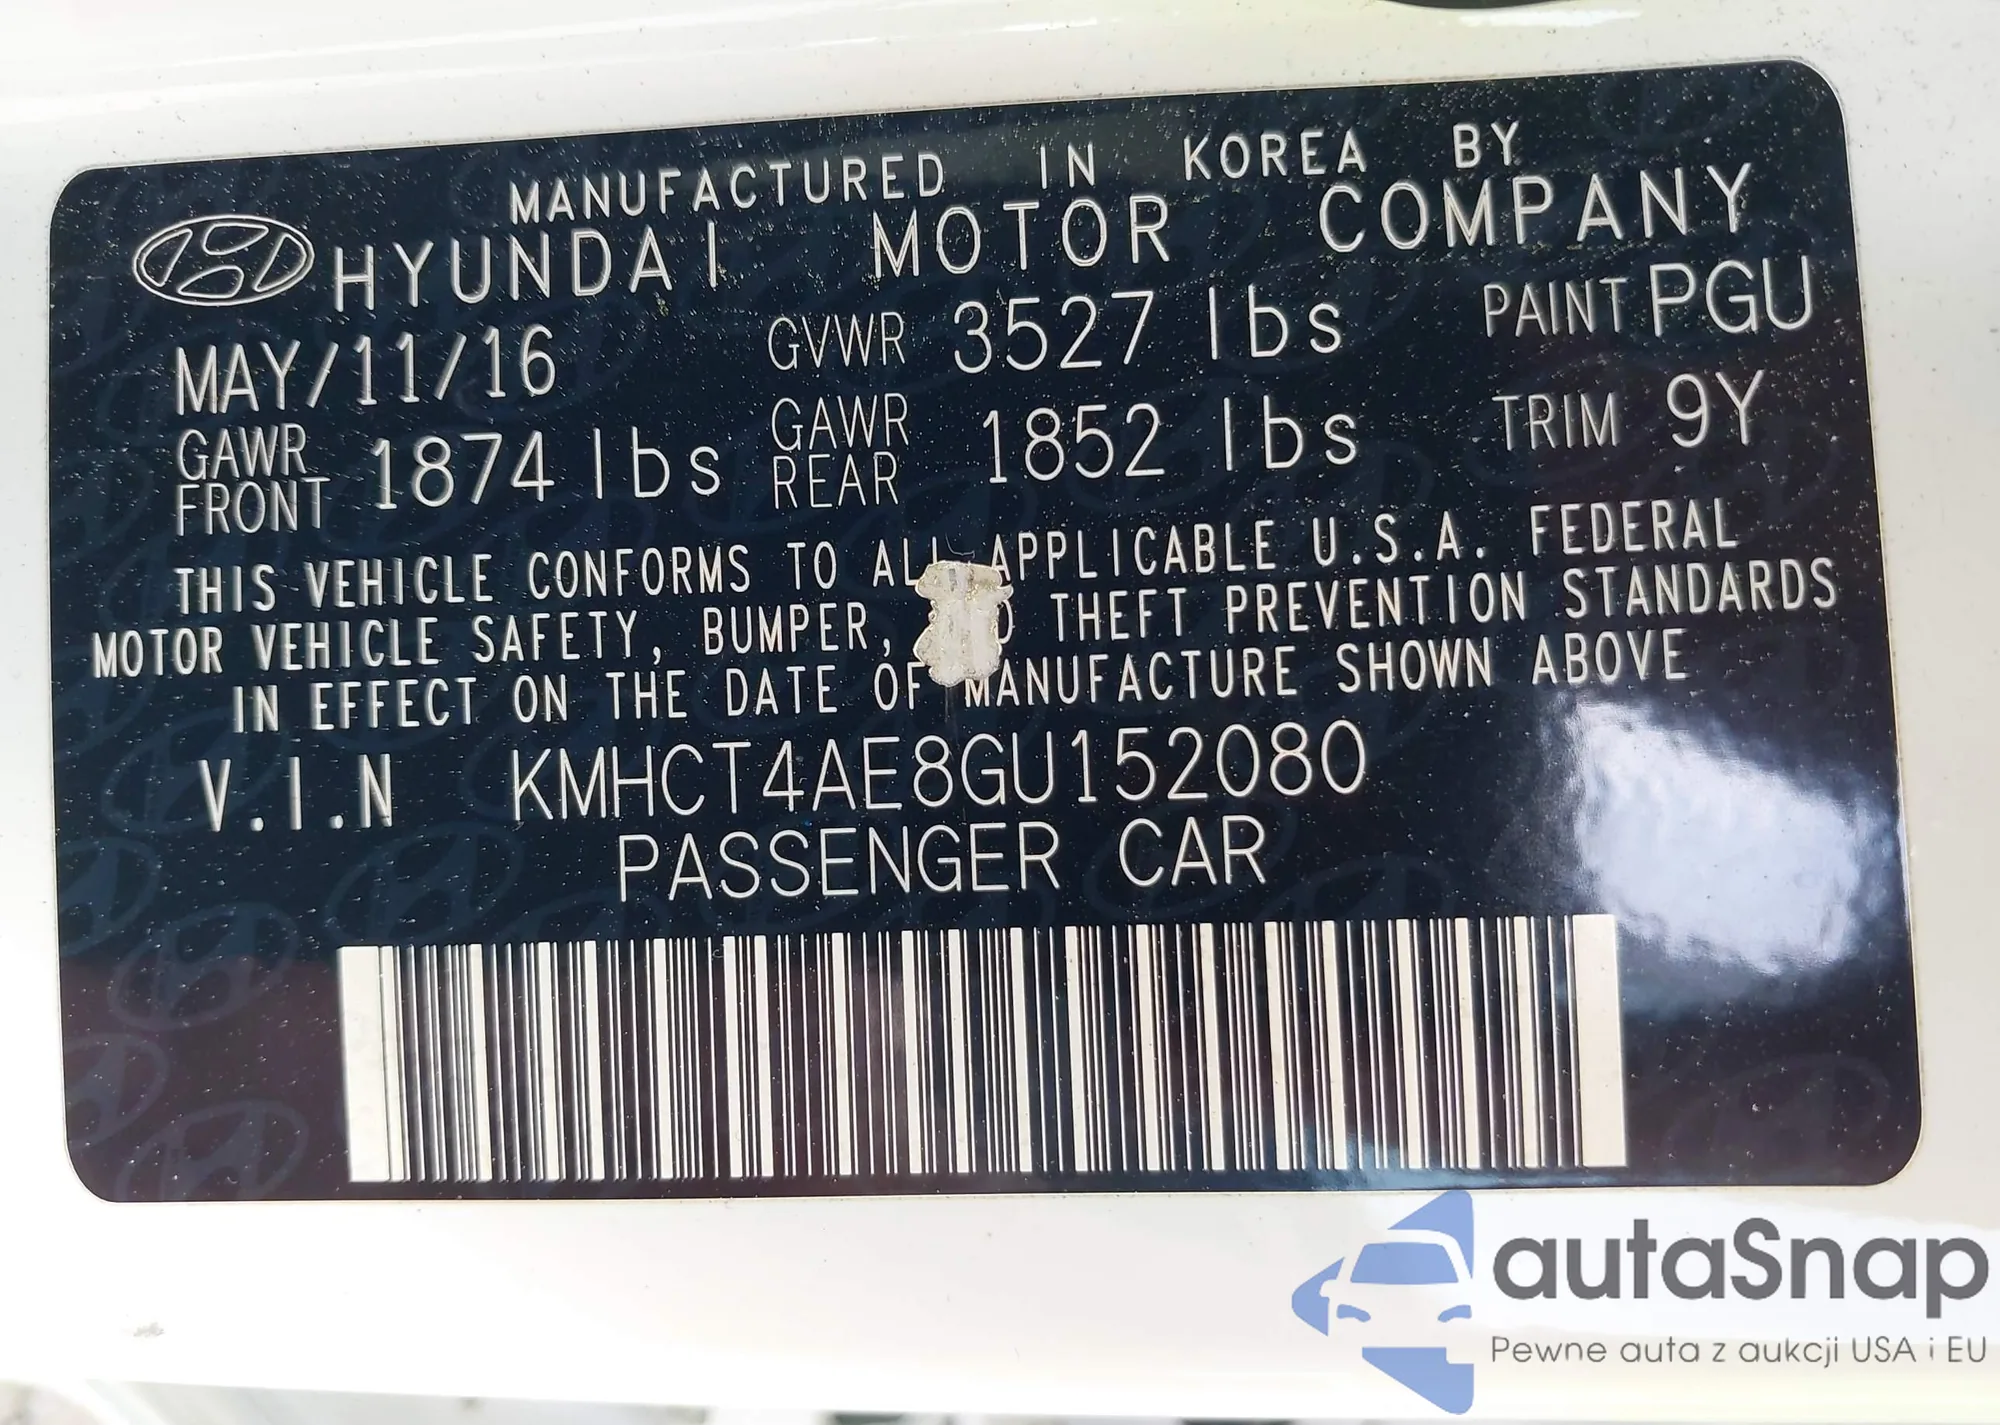 MANUFACTURED IN KOREA BY
HYUNDAI MOTOR COMPANY
MAY/11/16 GVWR 3527 lbs PAINT PGU
GAWR FRONT 1874 lbs GAWR REAR 1852 lbs TRIM 9Y
THIS VEHICLE CONFORMS TO ALL APPLICABLE U.S.A. FEDERAL
MOTOR VEHICLE SAFETY, BUMPER, THEFT PREVENTION STANDARDS
IN EFFECT ON THE DATE OF MANUFACTURE SHOWN ABOVE
V.I.N KMHCT4AE8GU152080
PASSENGER CAR
autaSnap
Pewne auta z aukcji USA i EU